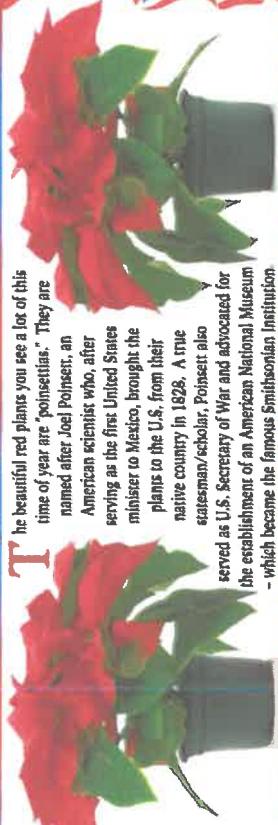 The beautiful red plants you see a lot of this
time of year are "poinsettias." They are
named after Joel Poinsett, an
American scientist who, after
serving as the first United States
minister to Mexico, brought the
plants to the U.S. from their
native country in 1828. A true
statesman/scholar, Poinsett also
served as U.S. Secretary of War and advocated for
the establishment of an American National Museum
– which became the famous Smithsonian Institution